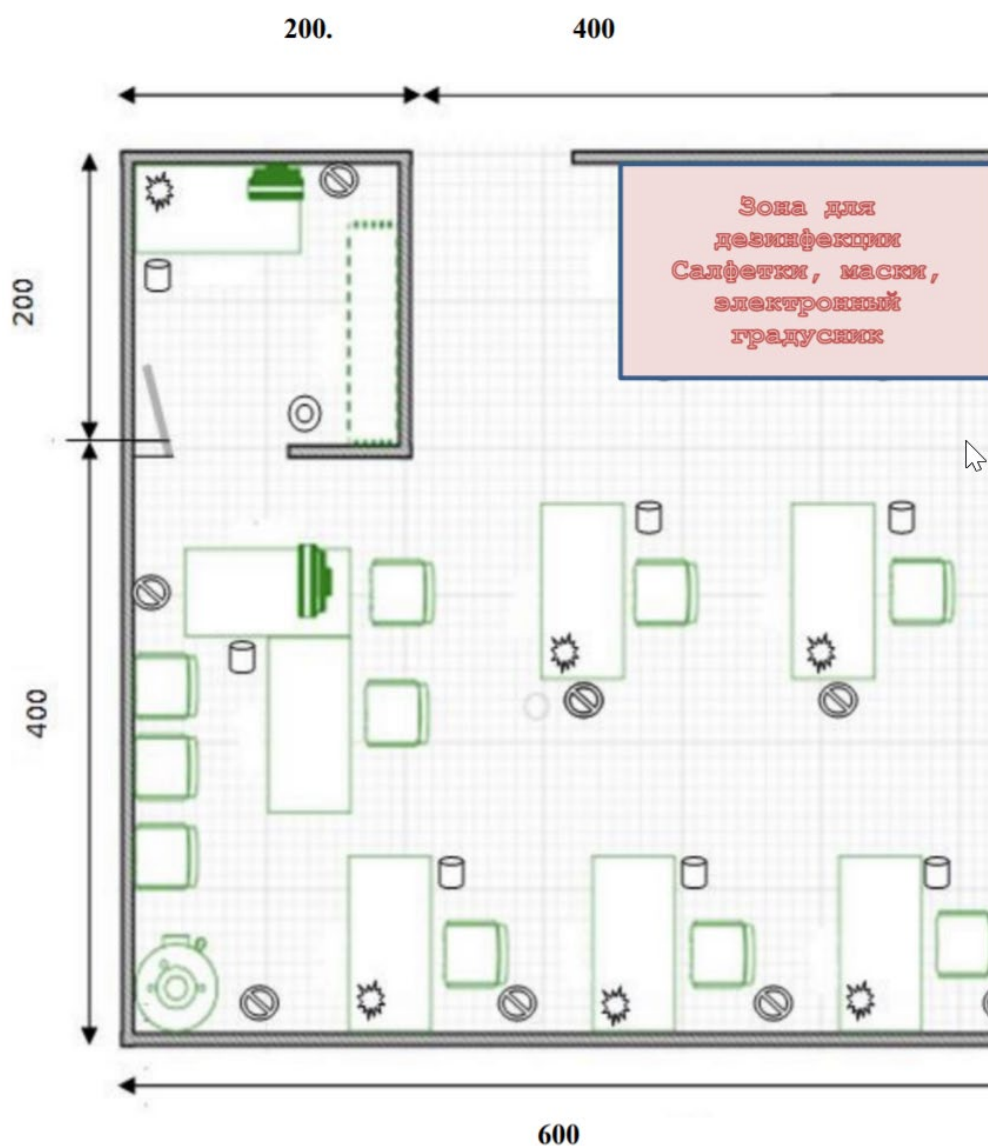 200.
400
Зона для
дезинфекции
Салфетки, маски,
электронный
градусник
200
400
600